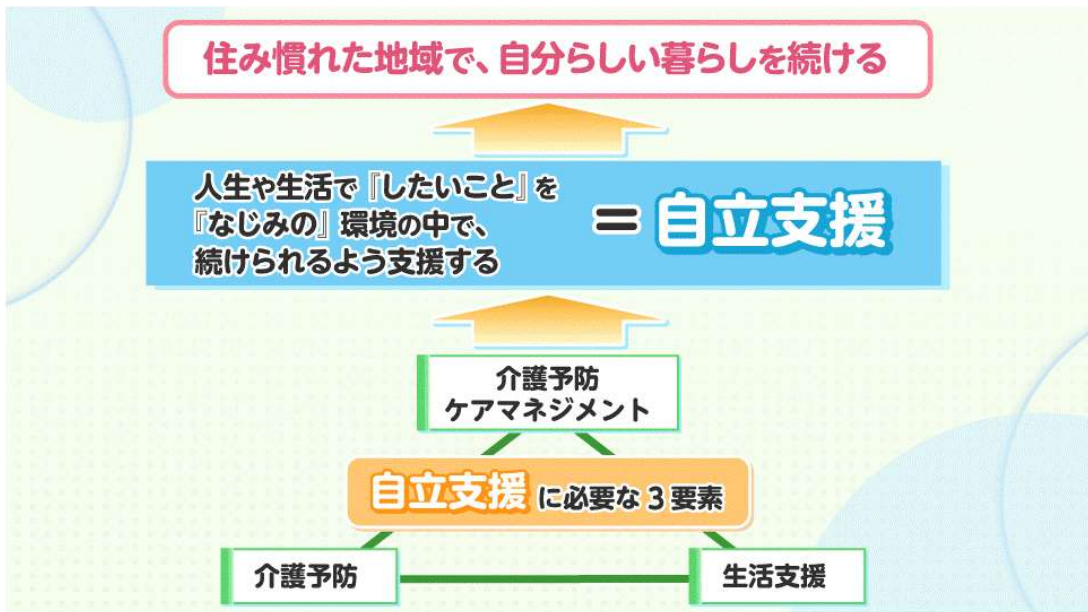 住み慣れた地域で、自分らしい暮らしを続ける
人生や生活で『したいこと』を
『なじみの』環境の中で、
続けられるよう支援する
＝自立支援
介護予防
ケアマネジメント
自立支援に必要な3要素
介護予防
生活支援